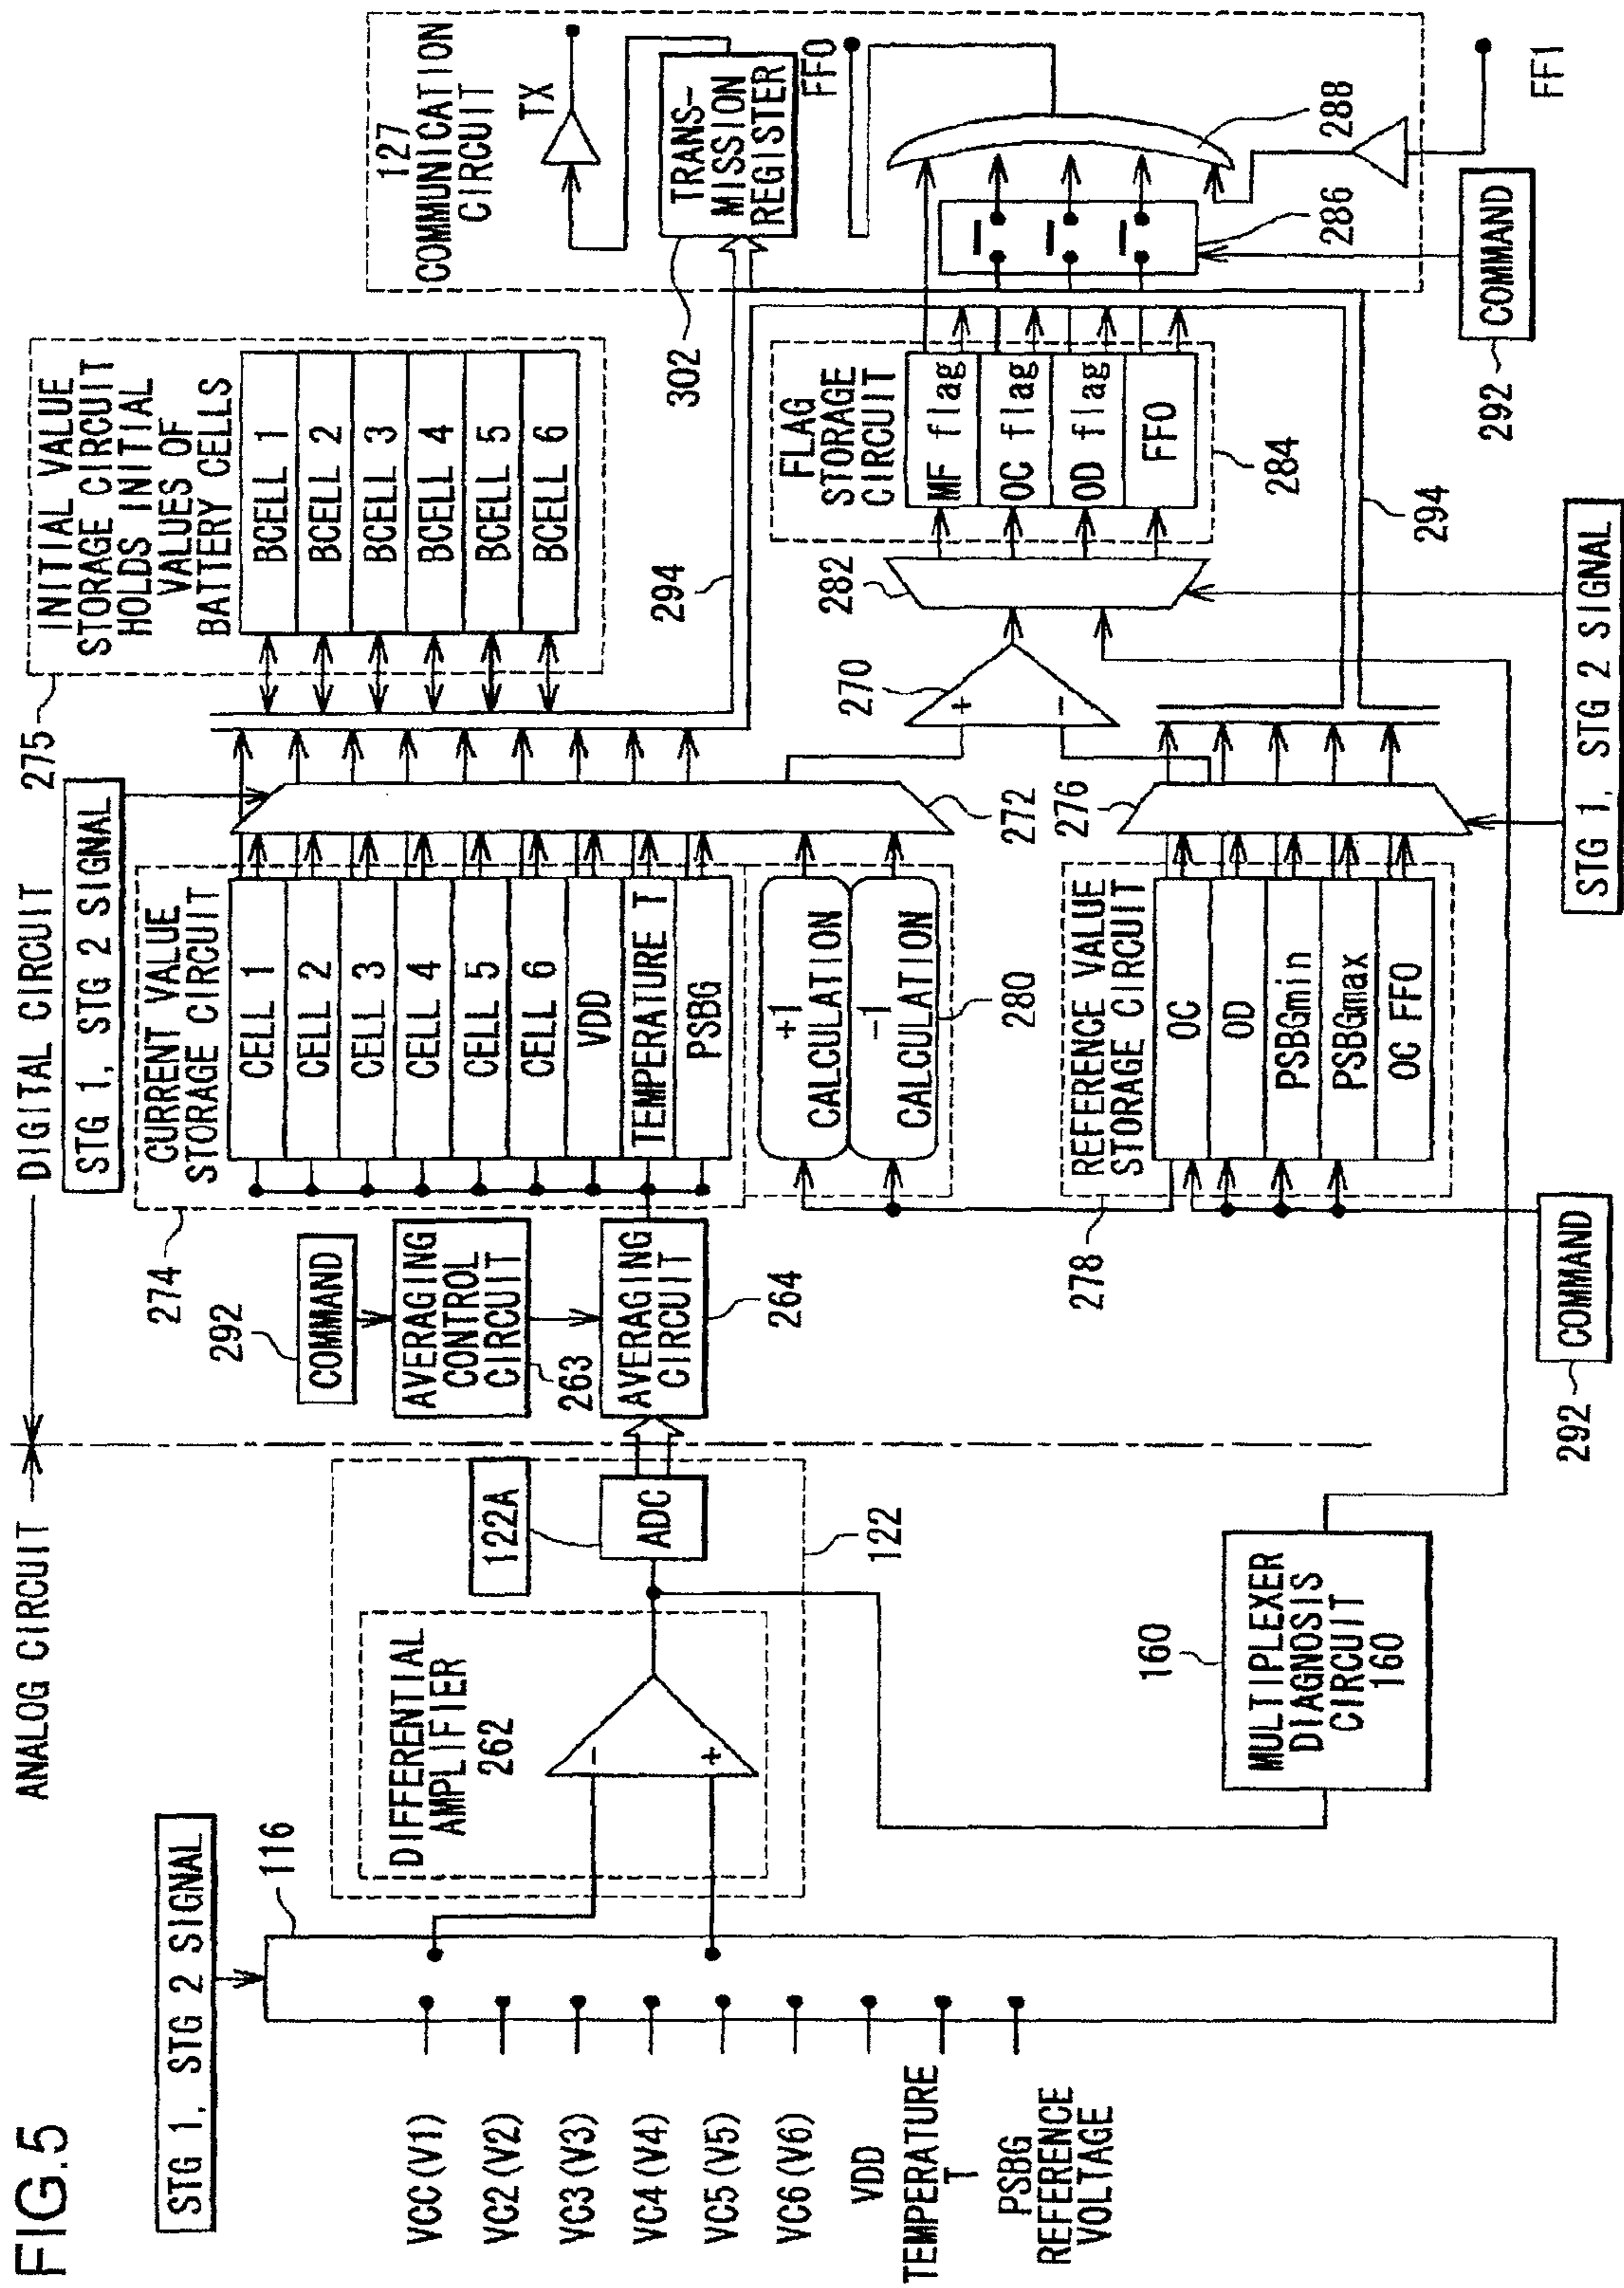 FIG.5
ANALOG CIRCUIT
DIGITAL CIRCUIT
STG 1, STG 2 SIGNAL
116
VCC (V1)
VC2 (V2)
VC3 (V3)
VC4 (V4)
VC5 (V5)
VC6 (V6)
VDD
TEMPERATURE
T
PSBG
REFERENCE
VOLTAGE
DIFFERENTIAL
AMPLIFIER
262
-
+
122A
ADC
122
160
MULTIPLEXER
DIAGNOSIS
CIRCUIT
160
292
COMMAND
AVERAGING
CONTROL
CIRCUIT
263
AVERAGING
CIRCUIT
264
274
STG 1, STG 2 SIGNAL
CURRENT VALUE
STORAGE CIRCUIT
CELL 1
CELL 2
CELL 3
CELL 4
CELL 5
CELL 6
VDD
TEMPERATURE T
PSBG
+1
CALCULATION
-1
CALCULATION
280
272
278
REFERENCE VALUE
STORAGE CIRCUIT
OC
OD
PSBGmin
PSBGmax
OC FFO
276
292
COMMAND
STG 1, STG 2 SIGNAL
275
INITIAL VALUE
STORAGE CIRCUIT
HOLDS INITIAL
VALUES OF
BATTERY CELLS
BCELL 1
BCELL 2
BCELL 3
BCELL 4
BCELL 5
BCELL 6
294
270
+
-
282
FLAG
STORAGE
CIRCUIT
MF flag
OC flag
OD flag
FFO
284
294
302
127
COMMUNICATION
CIRCUIT
TX
TRANS-
MISSION
REGISTER
FFO
288
286
292
COMMAND
FF1